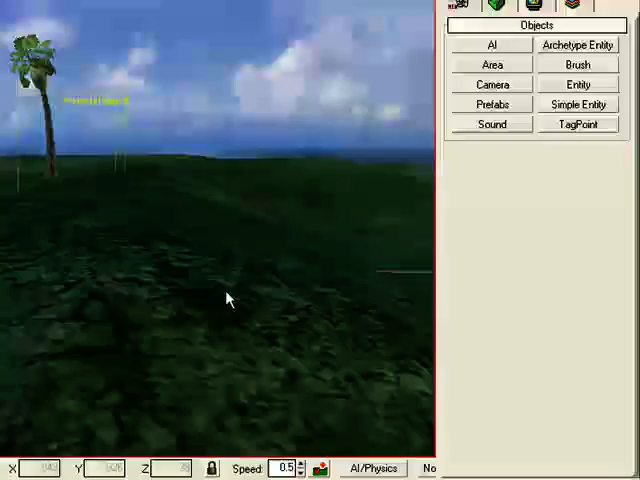 Objects
AI Archetype Entity
Area Brush
Camera Entity
Prefabs Simple Entity
Sound TagPoint
X Y Z Speed: 0.5 AI/Physics No